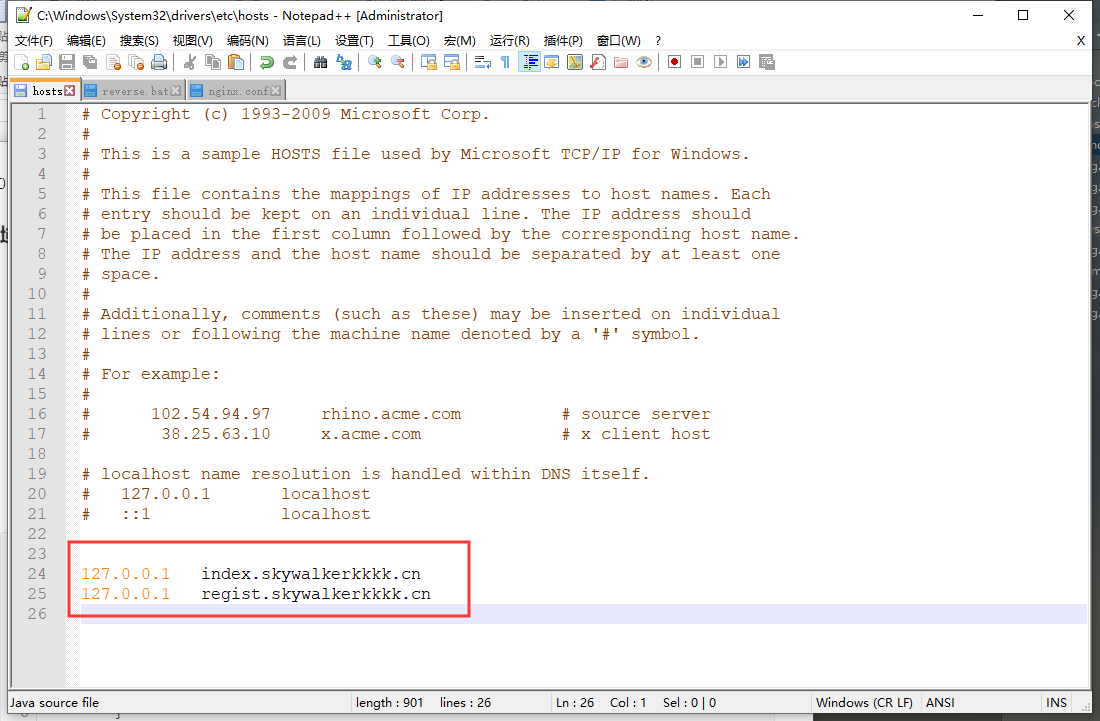 C:\Windows\System32\drivers\etc\hosts - Notepad++ [Administrator]
文件(F) 编辑(E) 搜索(S) 视图(V) 编码(N) 语言(L) 设置(T) 工具(O) 宏(M) 运行(R) 插件(P) 窗口(W) ? X
hosts reverse.bat nginx.conf
1 # Copyright (c) 1993-2009 Microsoft Corp.
2 #
3 # This is a sample HOSTS file used by Microsoft TCP/IP for Windows.
4 #
5 # This file contains the mappings of IP addresses to host names. Each
6 # entry should be kept on an individual line. The IP address should
7 # be placed in the first column followed by the corresponding host name.
8 # The IP address and the host name should be separated by at least one
9 # space.
10 #
11 # Additionally, comments (such as these) may be inserted on individual
12 # lines or following the machine name denoted by a '#' symbol.
13 #
14 # For example:
15 #
16 #      102.54.94.97     rhino.acme.com          # source server
17 #       38.25.63.10     x.acme.com              # x client host
18
19 # localhost name resolution is handled within DNS itself.
20 #   127.0.0.1       localhost
21 #   ::1             localhost
22
23
24 127.0.0.1   index.skywalkerkkkk.cn
25 127.0.0.1   regist.skywalkerkkkk.cn
26
Java source file length : 901 lines : 26 Ln : 26 Col : 1 Sel : 0 | 0 Windows (CR LF) ANSI INS